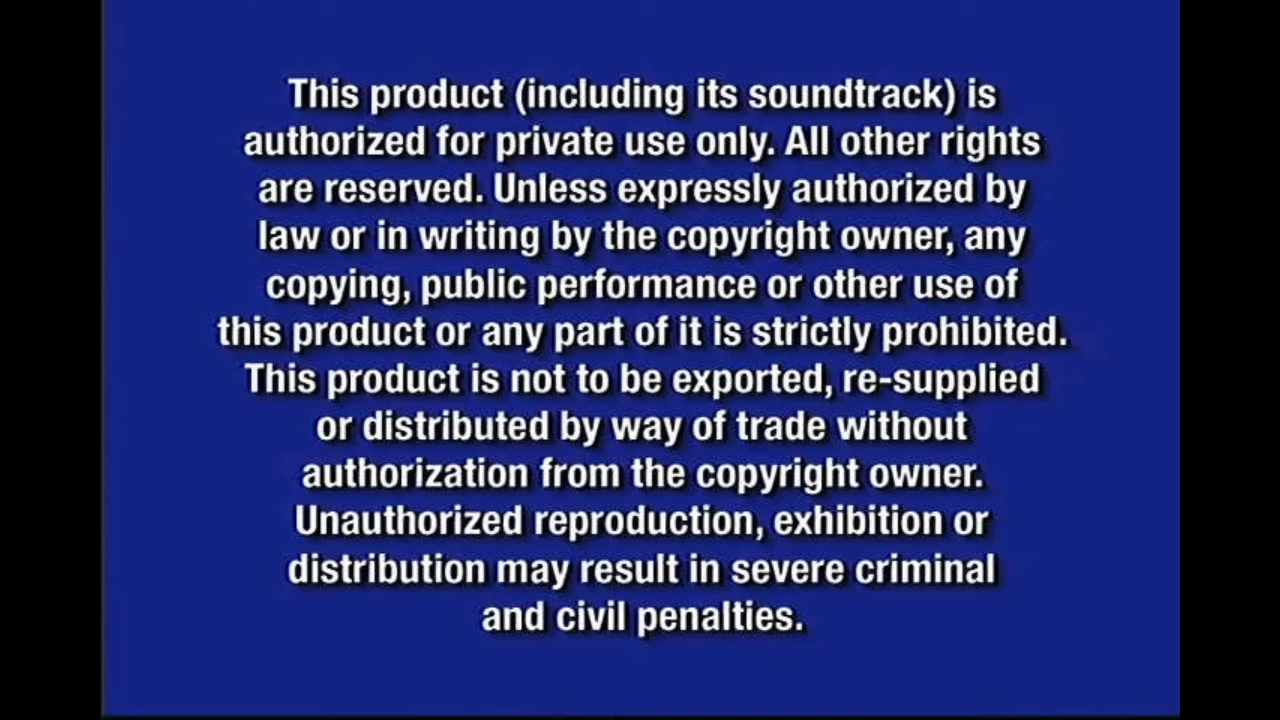 This product (including its soundtrack) is
authorized for private use only. All other rights
are reserved. Unless expressly authorized by
law or in writing by the copyright owner, any
copying, public performance or other use of
this product or any part of it is strictly prohibited.
This product is not to be exported, re-supplied
or distributed by way of trade without
authorization from the copyright owner.
Unauthorized reproduction, exhibition or
distribution may result in severe criminal
and civil penalties.